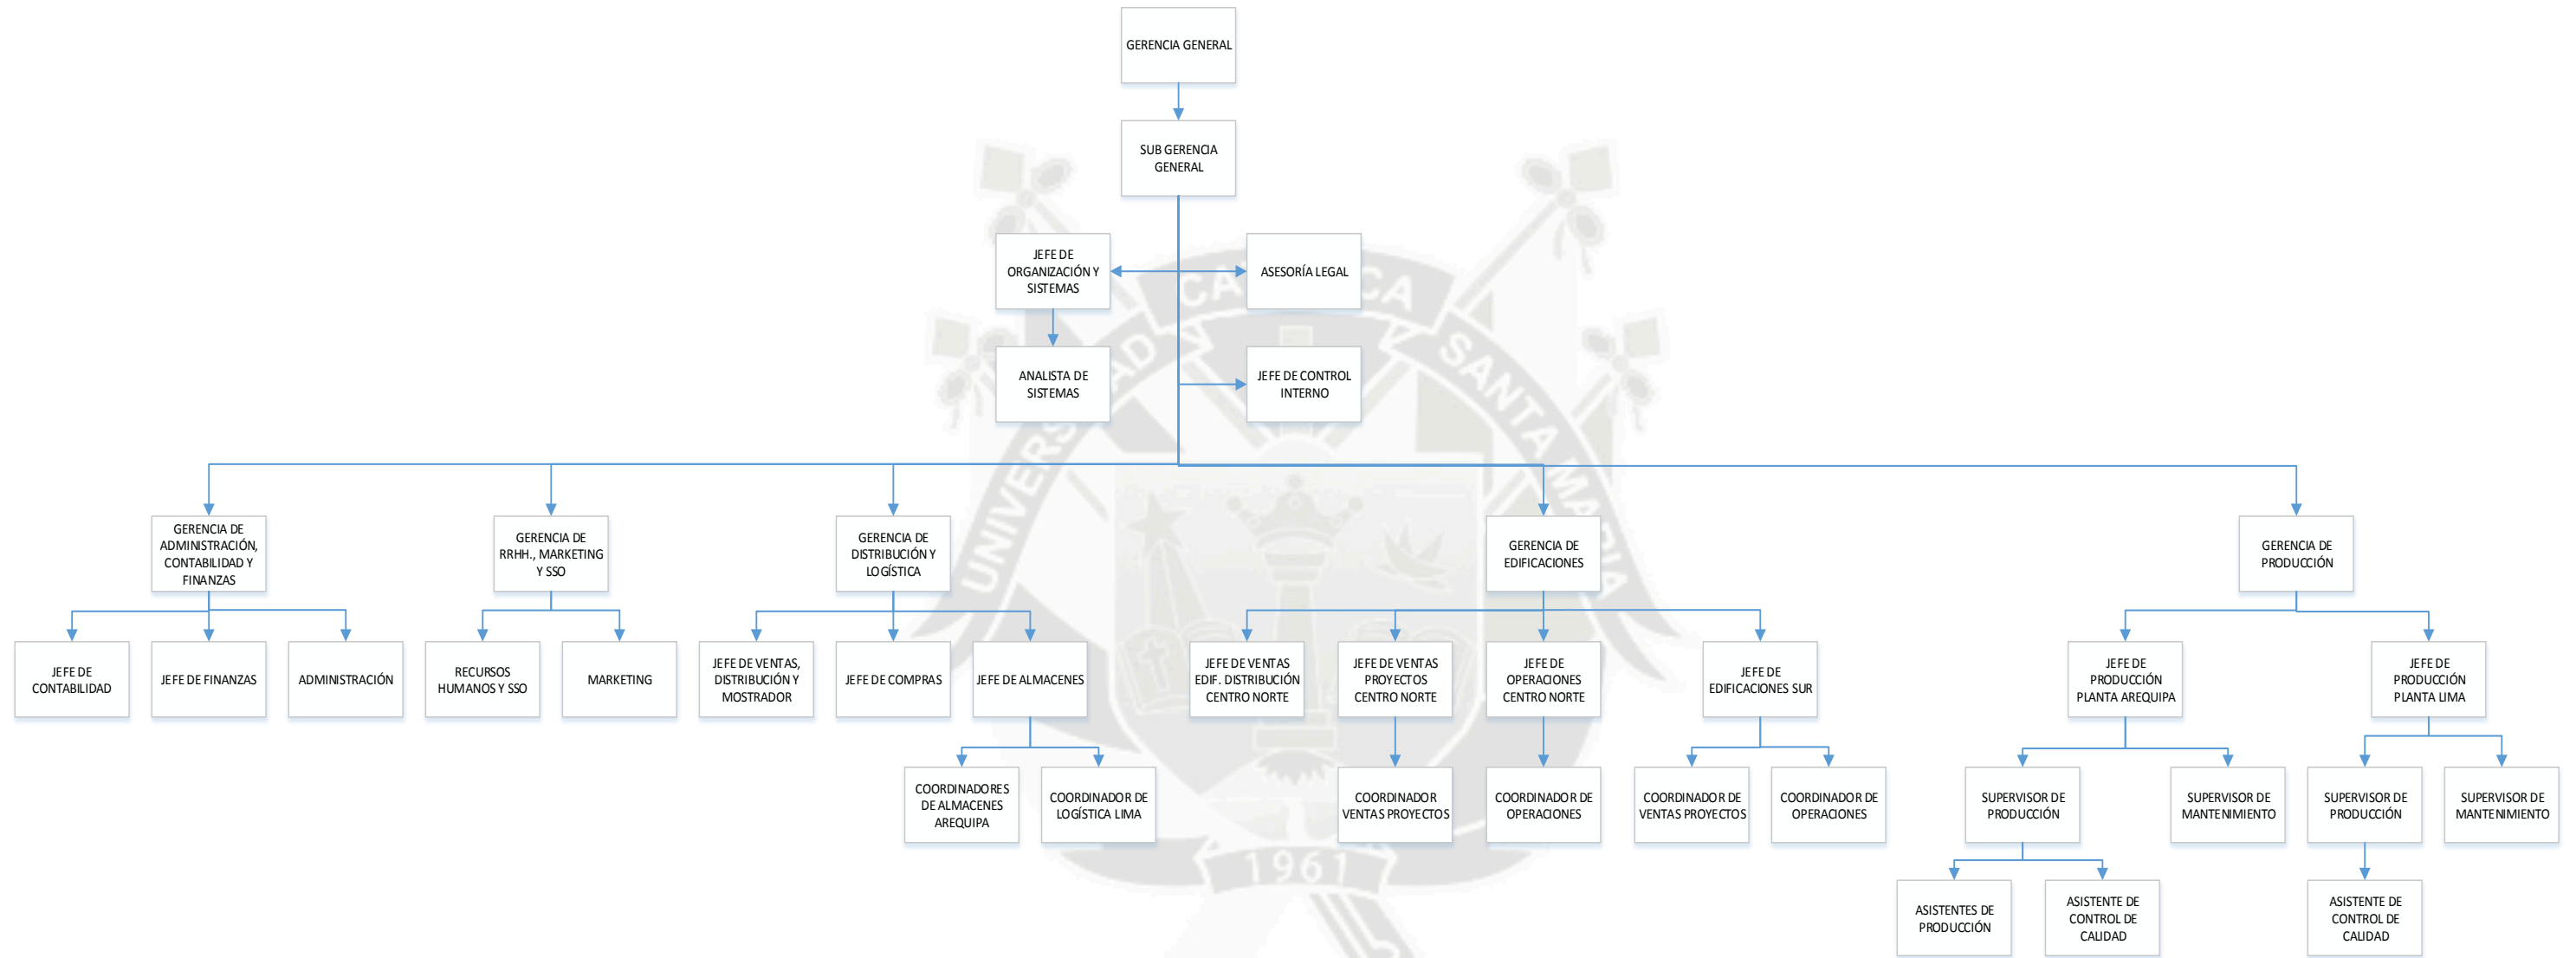 GERENCIA GENERAL
SUB GERENCIA
GENERAL
JEFE DE
ORGANIZACIÓN Y
SISTEMAS
ASESORÍA LEGAL
ANALISTA DE
SISTEMAS
JEFE DE CONTROL
INTERNO
GERENCIA DE
ADMINISTRACIÓN,
CONTABILIDAD Y
FINANZAS
GERENCIA DE
RRHH., MARKETING
Y SSO
GERENCIA DE
DISTRIBUCIÓN Y
LOGÍSTICA
GERENCIA DE
EDIFICACIONES
GERENCIA DE
PRODUCCIÓN
JEFE DE
CONTABILIDAD
JEFE DE FINANZAS
ADMINISTRACIÓN
RECURSOS
HUMANOS Y SSO
MARKETING
JEFE DE VENTAS,
DISTRIBUCIÓN Y
MOSTRADOR
JEFE DE COMPRAS
JEFE DE ALMACENES
JEFE DE VENTAS
EDIF. DISTRIBUCIÓN
CENTRO NORTE
JEFE DE VENTAS
PROYECTOS
CENTRO NORTE
JEFE DE
OPERACIONES
CENTRO NORTE
JEFE DE
EDIFICACIONES SUR
JEFE DE
PRODUCCIÓN
PLANTA AREQUIPA
JEFE DE
PRODUCCIÓN
PLANTA LIMA
COORDINADORES
DE ALMACENES
AREQUIPA
COORDINADOR DE
LOGÍSTICA LIMA
COORDINADOR
VENTAS PROYECTOS
COORDINADOR DE
OPERACIONES
COORDINADOR DE
VENTAS PROYECTOS
COORDINADOR DE
OPERACIONES
SUPERVISOR DE
PRODUCCIÓN
SUPERVISOR DE
MANTENIMIENTO
SUPERVISOR DE
PRODUCCIÓN
SUPERVISOR DE
MANTENIMIENTO
ASISTENTES DE
PRODUCCIÓN
ASISTENTE DE
CONTROL DE
CALIDAD
ASISTENTE DE
CONTROL DE
CALIDAD
SANTA MARIA
1961